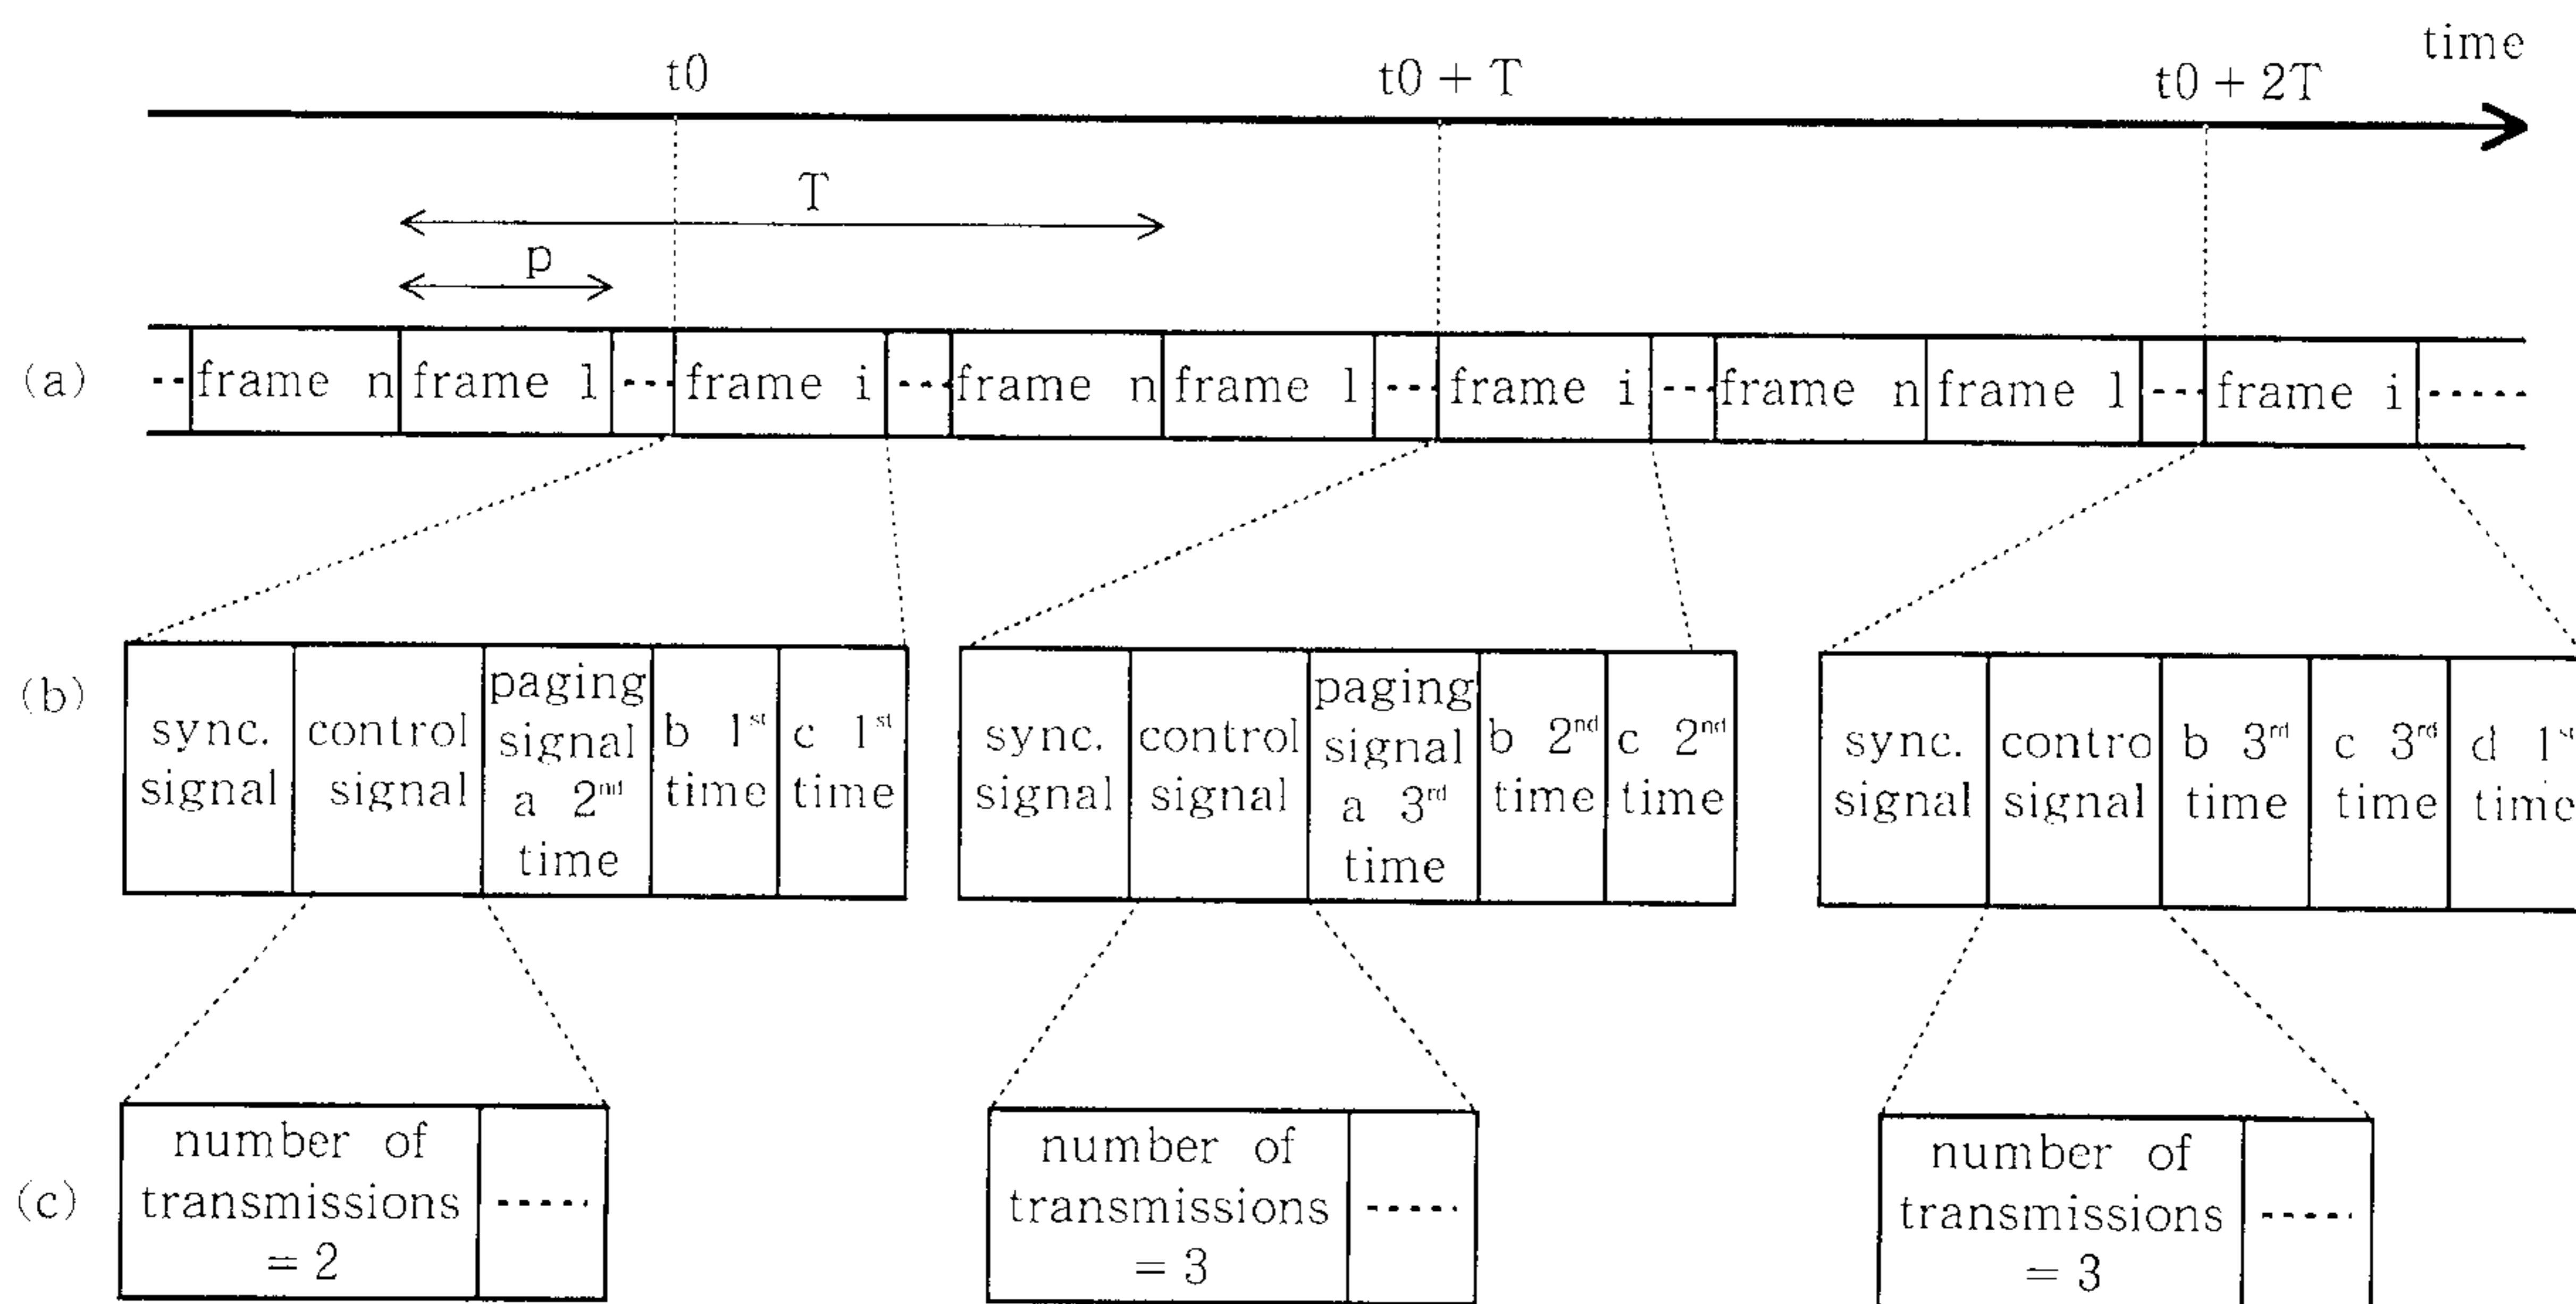 time
t0
t0 + T
t0 + 2T
T
p
(a)
frame n
frame 1
frame i
frame n
frame 1
frame i
frame n
frame 1
frame i
(b)
sync.
signal
control
signal
paging
signal
a 2nd
time
b 1st
time
c 1st
time
sync.
signal
control
signal
paging
signal
a 3rd
time
b 2nd
time
c 2nd
time
sync.
signal
contro
signal
b 3rd
time
c 3rd
time
d 1st
time
(c)
number of
transmissions
= 2
number of
transmissions
= 3
number of
transmissions
= 3